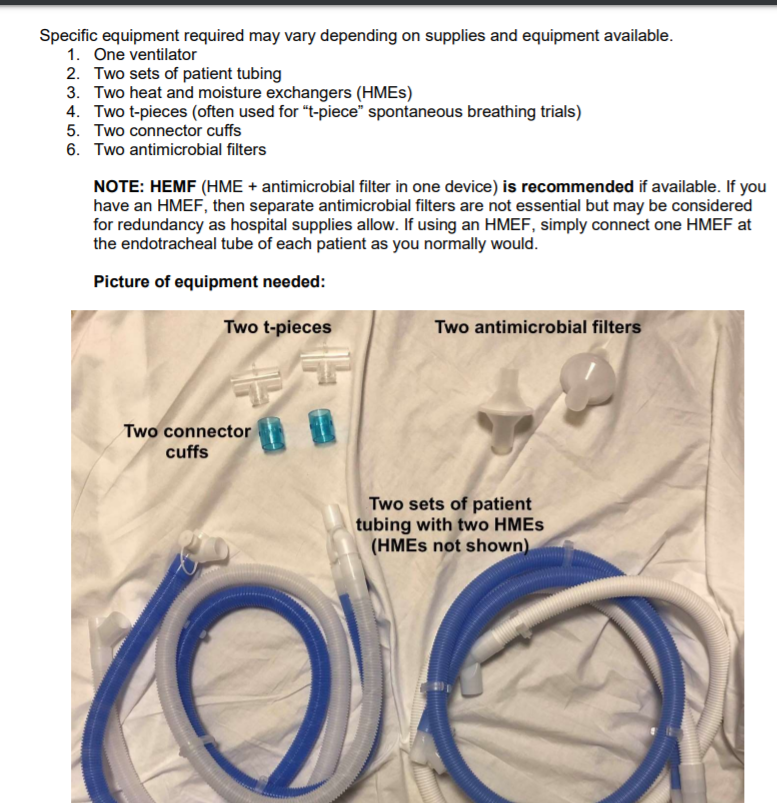 Specific equipment required may vary depending on supplies and equipment available.
1. One ventilator
2. Two sets of patient tubing
3. Two heat and moisture exchangers (HMEs)
4. Two t-pieces (often used for “t-piece” spontaneous breathing trials)
5. Two connector cuffs
6. Two antimicrobial filters
NOTE: HEMF (HME + antimicrobial filter in one device) is recommended if available. If you
have an HMEF, then separate antimicrobial filters are not essential but may be considered
for redundancy as hospital supplies allow. If using an HMEF, simply connect one HMEF at
the endotracheal tube of each patient as you normally would.
Picture of equipment needed:
Two t-pieces
Two antimicrobial filters
Two connector
cuffs
Two sets of patient
tubing with two HMEs
(HMEs not shown)